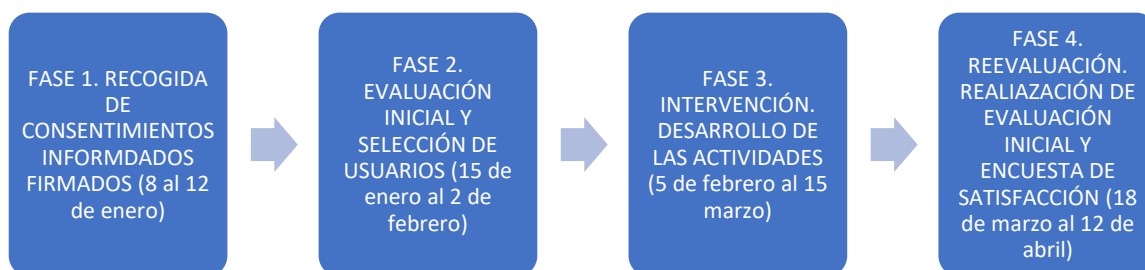 FASE 1. RECOGIDA
DE
CONSENTIMIENTOS
INFORMDADOS
FIRMADOS (8 al 12
de enero)
FASE 2.
EVALUACIÓN
INICIAL Y
SELECCIÓN DE
USUARIOS (15 de
enero al 2 de
febrero)
FASE 3.
INTERVENCIÓN.
DESARROLLO DE
LAS ACTIVIDADES
(5 de febrero al 15
marzo)
FASE 4.
REEVALUACIÓN.
REALIAZACIÓN DE
EVALUACIÓN
INICIAL Y
ENCUESTA DE
SATISFACCIÓN (18
de marzo al 12 de
abril)